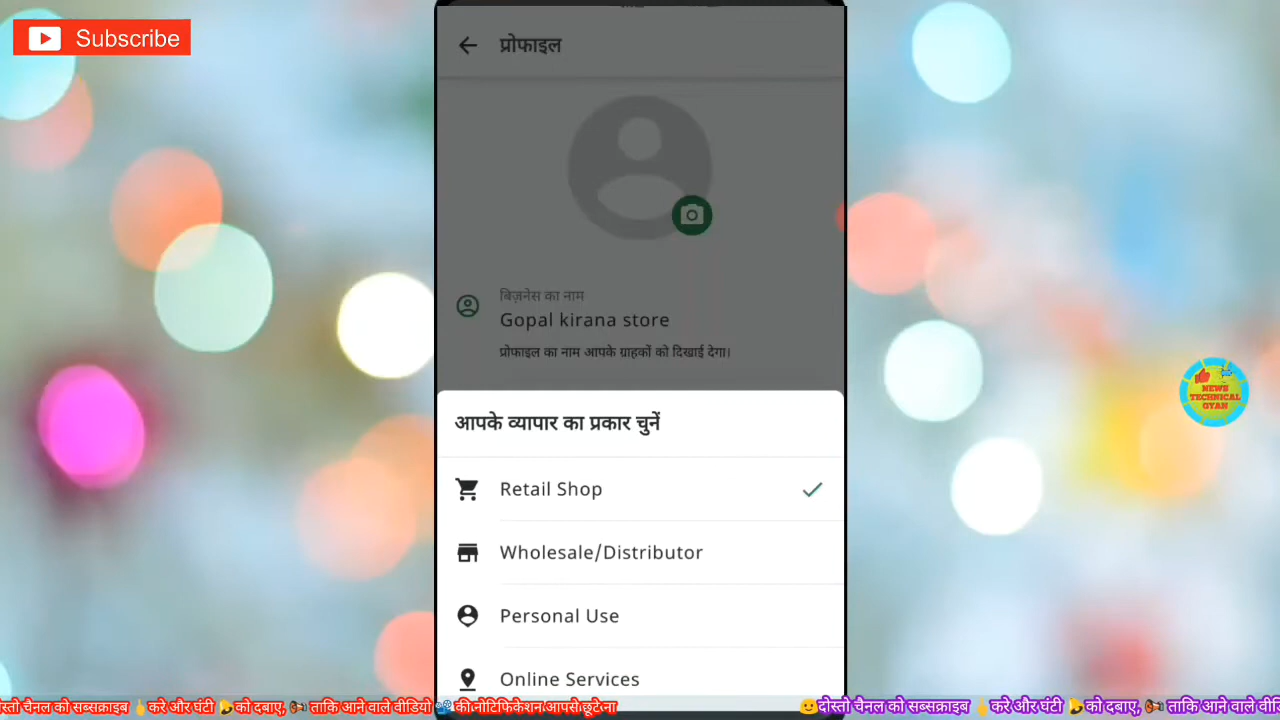 Subscribe
प्रोफाइल
बिज़नेस का नाम
Gopal kirana store
प्रोफाइल का नाम आपके ग्राहकों को दिखाई देगा।
आपके व्यापार का प्रकार चुनें
Retail Shop
Wholesale/Distributor
Personal Use
Online Services
NEWS
TECHNICAL
GYAN
दोस्तो चैनल को सब्सक्राइब करे और घंटी को दबाए, ताकि आने वाले वीडियो की नोटिफिकेशन आपसे छूटे ना
दोस्तो चैनल को सब्सक्राइब करे और घंटी को दबाए, ताकि आने वाले